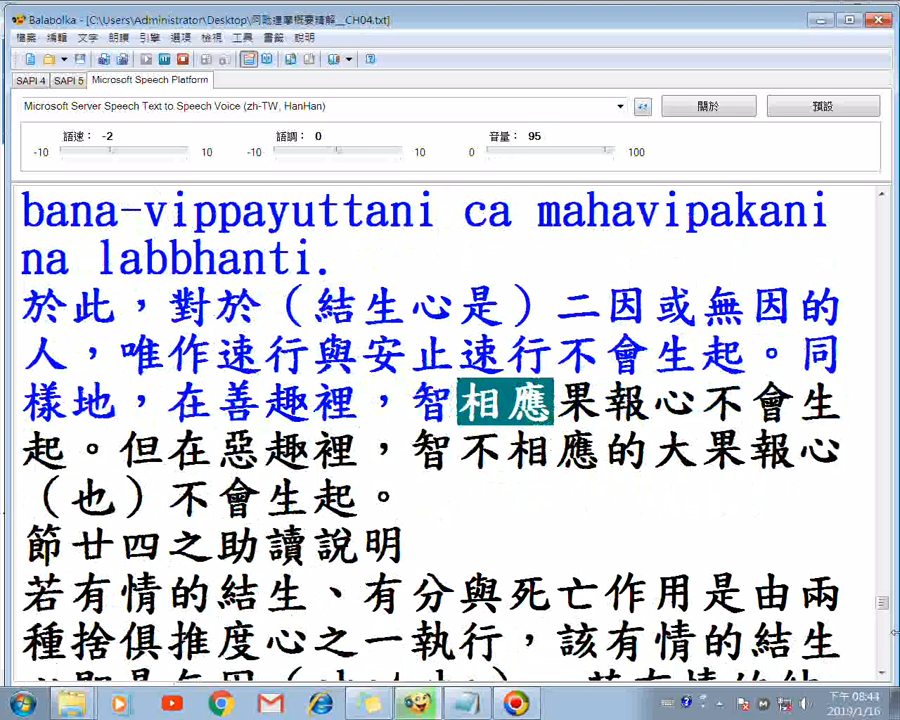 Balabolka - [C:\Users\Administrator\Desktop\阿毗達摩概要精解__CH04.txt]
檔案 編輯 文字 朗讀 引擎 選項 檢視 工具 書籤 說明
SAPI 4 SAPI 5 Microsoft Speech Platform
Microsoft Server Speech Text to Speech Voice (zh-TW, HanHan) 關於 預設
語速： -2 語調： 0 音量： 95
-10 10 -10 10 0 100
bana-vippayuttani ca mahavipakani
na labbhanti.
於此，對於（結生心是）二因或無因的
人，唯作速行與安止速行不會生起。同
樣地，在善趣裡，智相應果報心不會生
起。但在惡趣裡，智不相應的大果報心
（也）不會生起。
節廿四之助讀說明
若有情的結生、有分與死亡作用是由兩
種捨俱推度心之一執行，該有情的結生
下午 08:44
2019/1/16